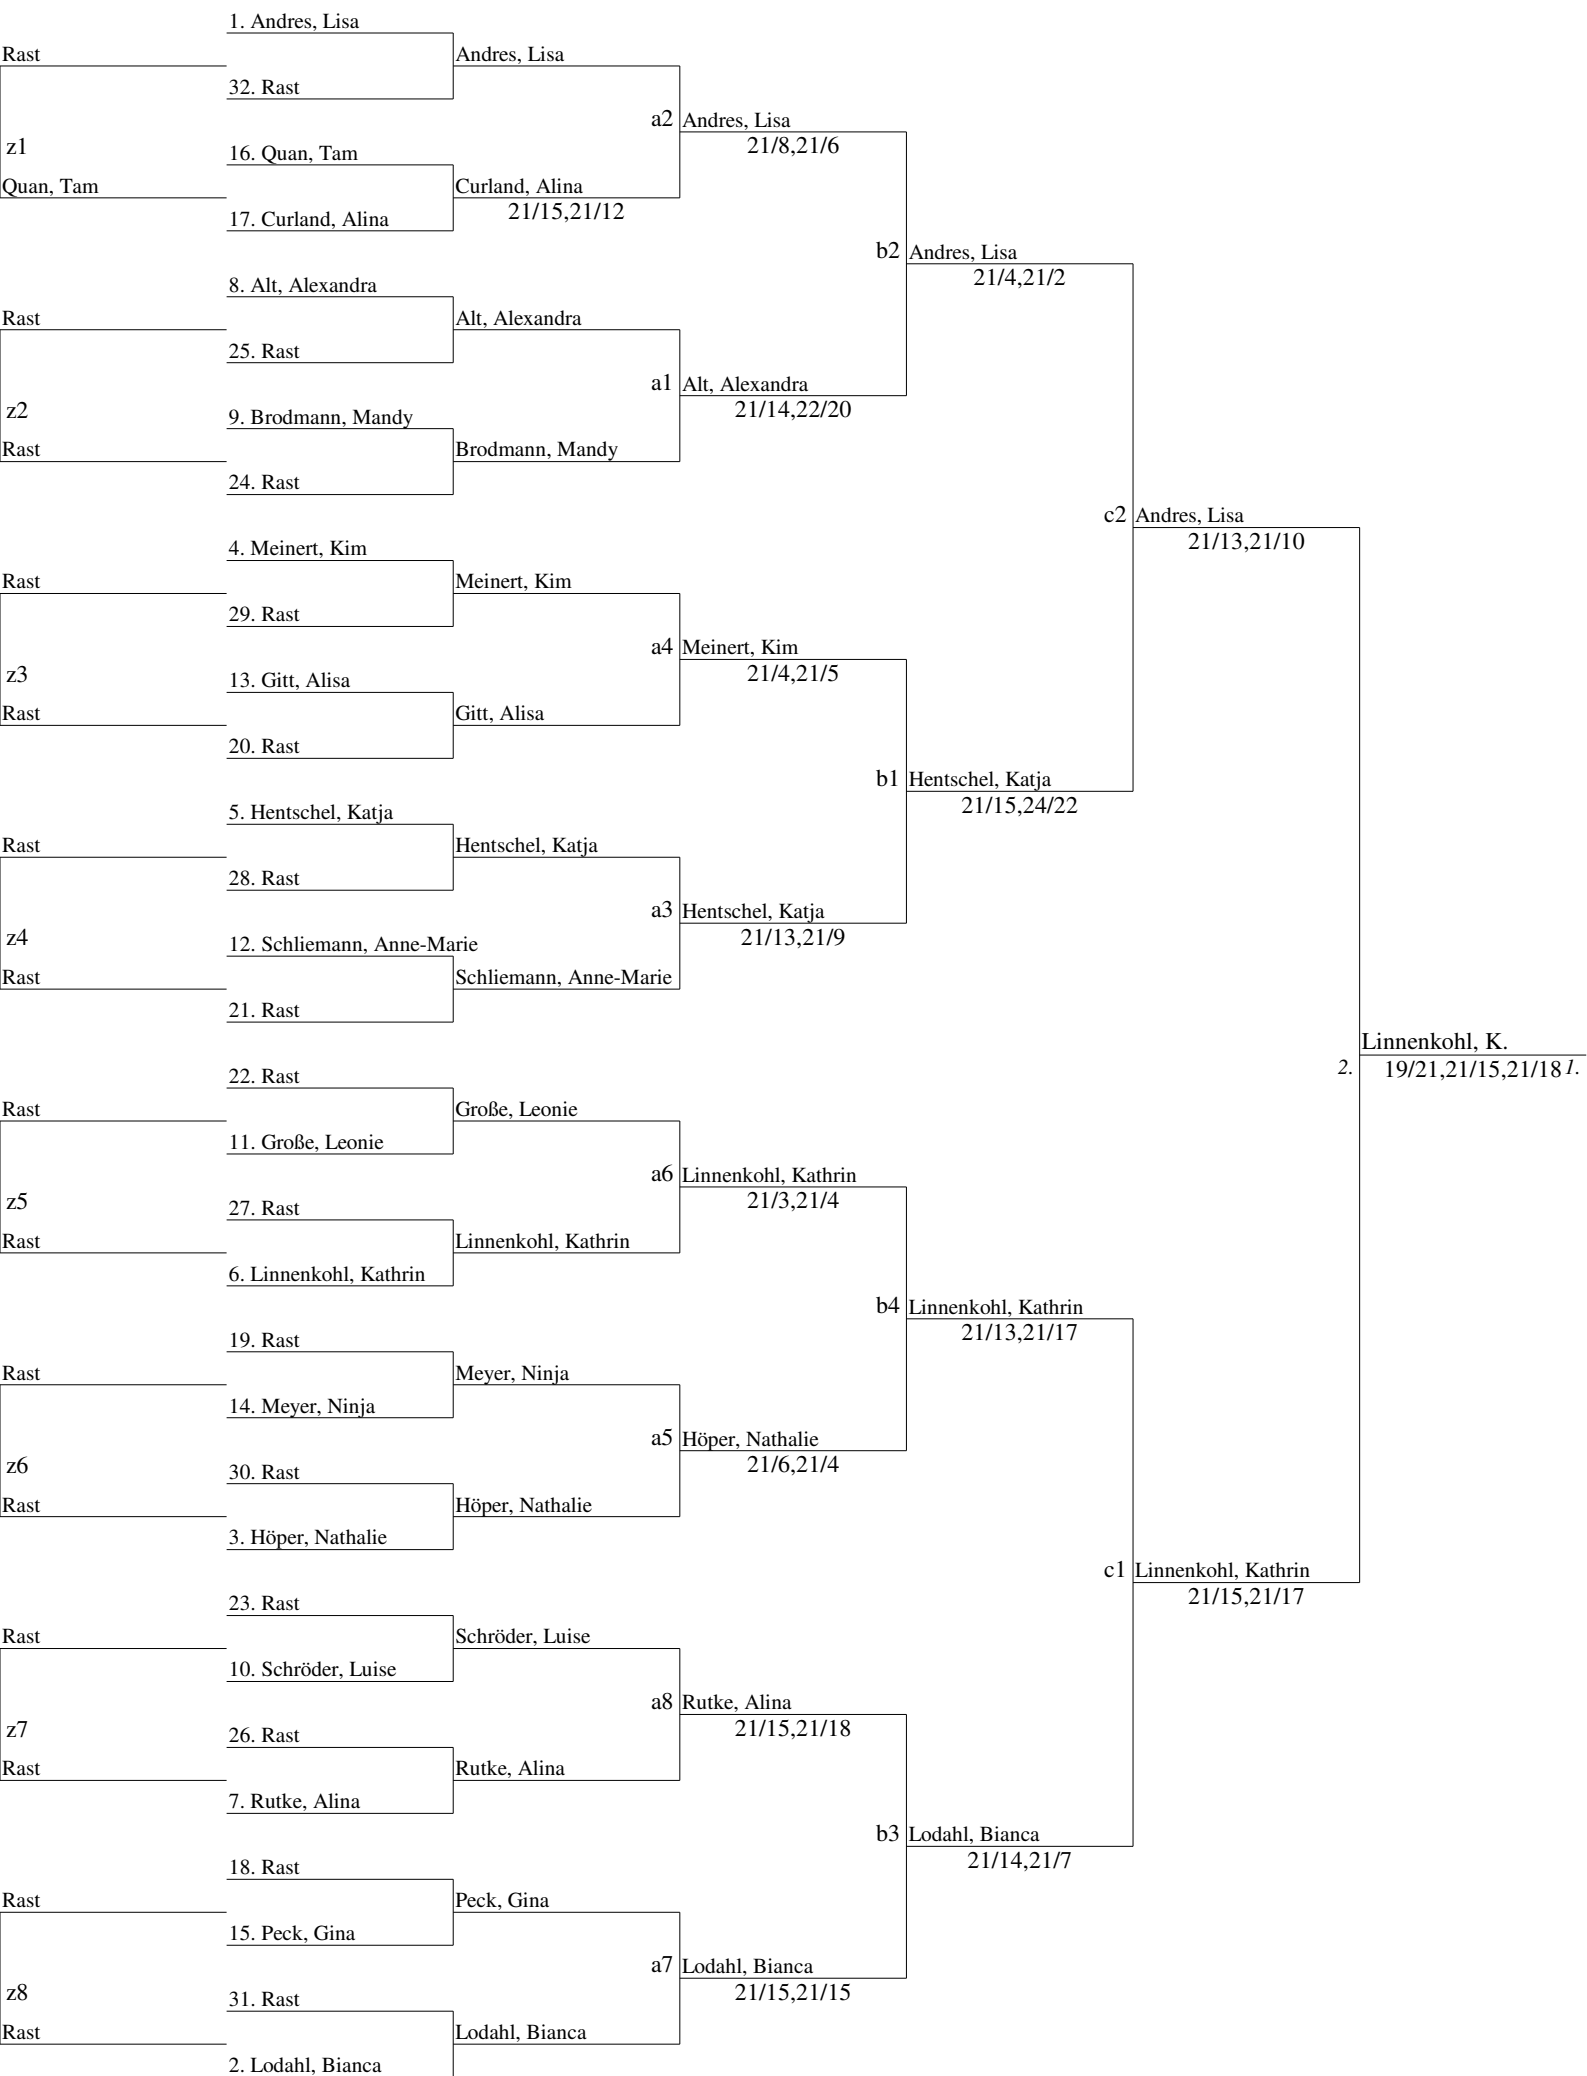 1. Andres, Lisa
Rast
Andres, Lisa
32. Rast
a2 Andres, Lisa
21/8,21/6
z1
16. Quan, Tam
Quan, Tam
Curland, Alina
21/15,21/12
17. Curland, Alina
b2 Andres, Lisa
21/4,21/2
8. Alt, Alexandra
Rast
Alt, Alexandra
25. Rast
a1 Alt, Alexandra
21/14,22/20
z2
9. Brodmann, Mandy
Rast
Brodmann, Mandy
24. Rast
c2 Andres, Lisa
21/13,21/10
4. Meinert, Kim
Rast
Meinert, Kim
29. Rast
a4 Meinert, Kim
21/4,21/5
z3
13. Gitt, Alisa
Rast
Gitt, Alisa
20. Rast
b1 Hentschel, Katja
21/15,24/22
5. Hentschel, Katja
Rast
Hentschel, Katja
28. Rast
a3 Hentschel, Katja
21/13,21/9
z4
12. Schliemann, Anne-Marie
Rast
Schliemann, Anne-Marie
21. Rast
Linnenkohl, K.
2. 19/21,21/15,21/18 1.
22. Rast
Rast
Große, Leonie
11. Große, Leonie
a6 Linnenkohl, Kathrin
21/3,21/4
z5
27. Rast
Rast
Linnenkohl, Kathrin
6. Linnenkohl, Kathrin
b4 Linnenkohl, Kathrin
21/13,21/17
19. Rast
Rast
Meyer, Ninja
14. Meyer, Ninja
a5 Höper, Nathalie
21/6,21/4
z6
30. Rast
Rast
Höper, Nathalie
3. Höper, Nathalie
c1 Linnenkohl, Kathrin
21/15,21/17
23. Rast
Rast
Schröder, Luise
10. Schröder, Luise
a8 Rutke, Alina
21/15,21/18
z7
26. Rast
Rast
Rutke, Alina
7. Rutke, Alina
b3 Lodahl, Bianca
21/14,21/7
18. Rast
Rast
Peck, Gina
15. Peck, Gina
a7 Lodahl, Bianca
21/15,21/15
z8
31. Rast
Rast
Lodahl, Bianca
2. Lodahl, Bianca